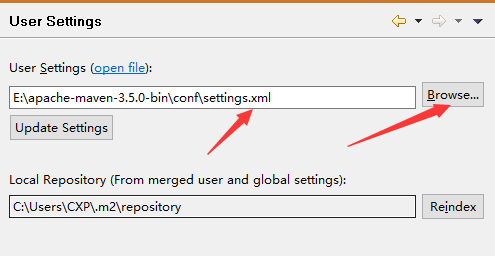 User Settings
User Settings (open file):
E:\apache-maven-3.5.0-bin\conf\settings.xml
Browse...
Update Settings
Local Repository (From merged user and global settings):
C:\Users\CXP\.m2\repository
Reindex